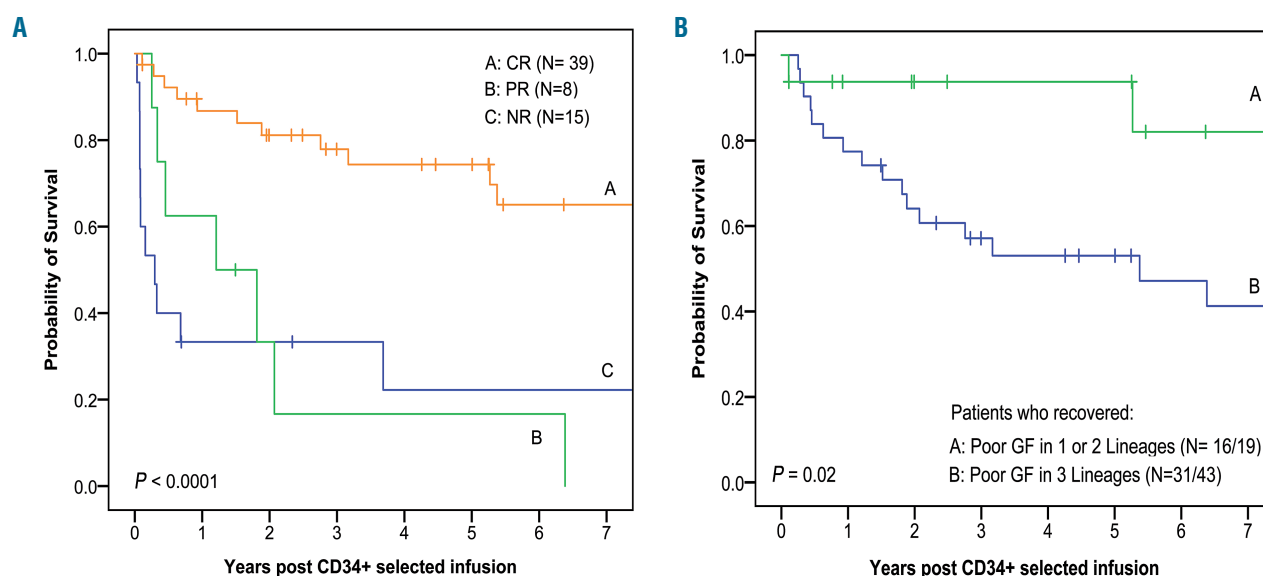 A
Probability of Survival
1.0
0.8
0.6
0.4
0.2
0.0
A: CR (N= 39)
B: PR (N=8)
C: NR (N=15)
A
C
B
P < 0.0001
0 1 2 3 4 5 6 7
Years post CD34+ selected infusion
B
Probability of Survival
1.0
0.8
0.6
0.4
0.2
0.0
A
B
Patients who recovered:
A: Poor GF in 1 or 2 Lineages (N= 16/19)
B: Poor GF in 3 Lineages (N=31/43)
P = 0.02
0 1 2 3 4 5 6 7
Years post CD34+ selected infusion